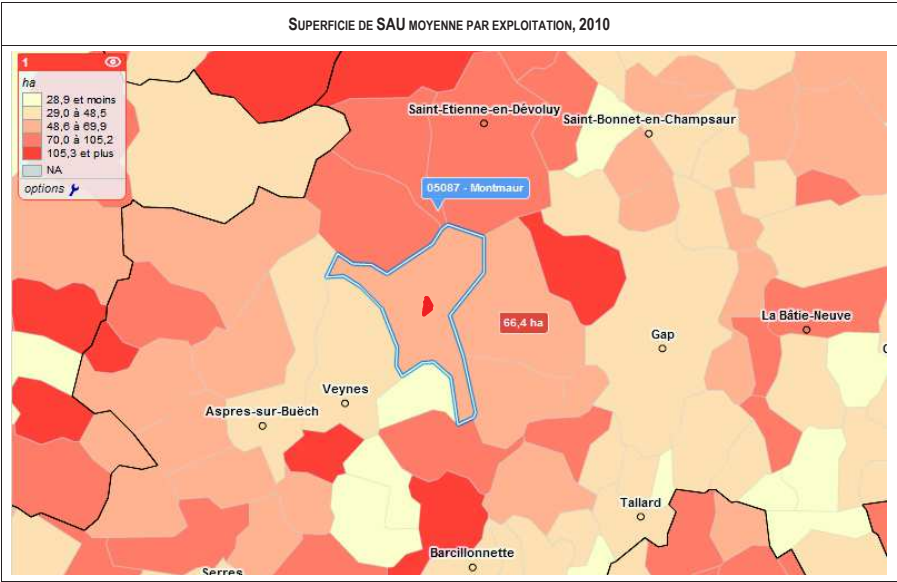 SUPERFICIE DE SAU MOYENNE PAR EXPLOITATION, 2010
1
ha
28,9 et moins
29,0 à 48,5
48,6 à 69,9
70,0 à 105,2
105,3 et plus
NA
options
Saint-Etienne-en-Dévoluy
Saint-Bonnet-en-Champsaur
05087 - Montmaur
66,4 ha
La Bâtie-Neuve
Gap
Veynes
Aspres-sur-Buëch
Tallard
Barcillonnette
Serres